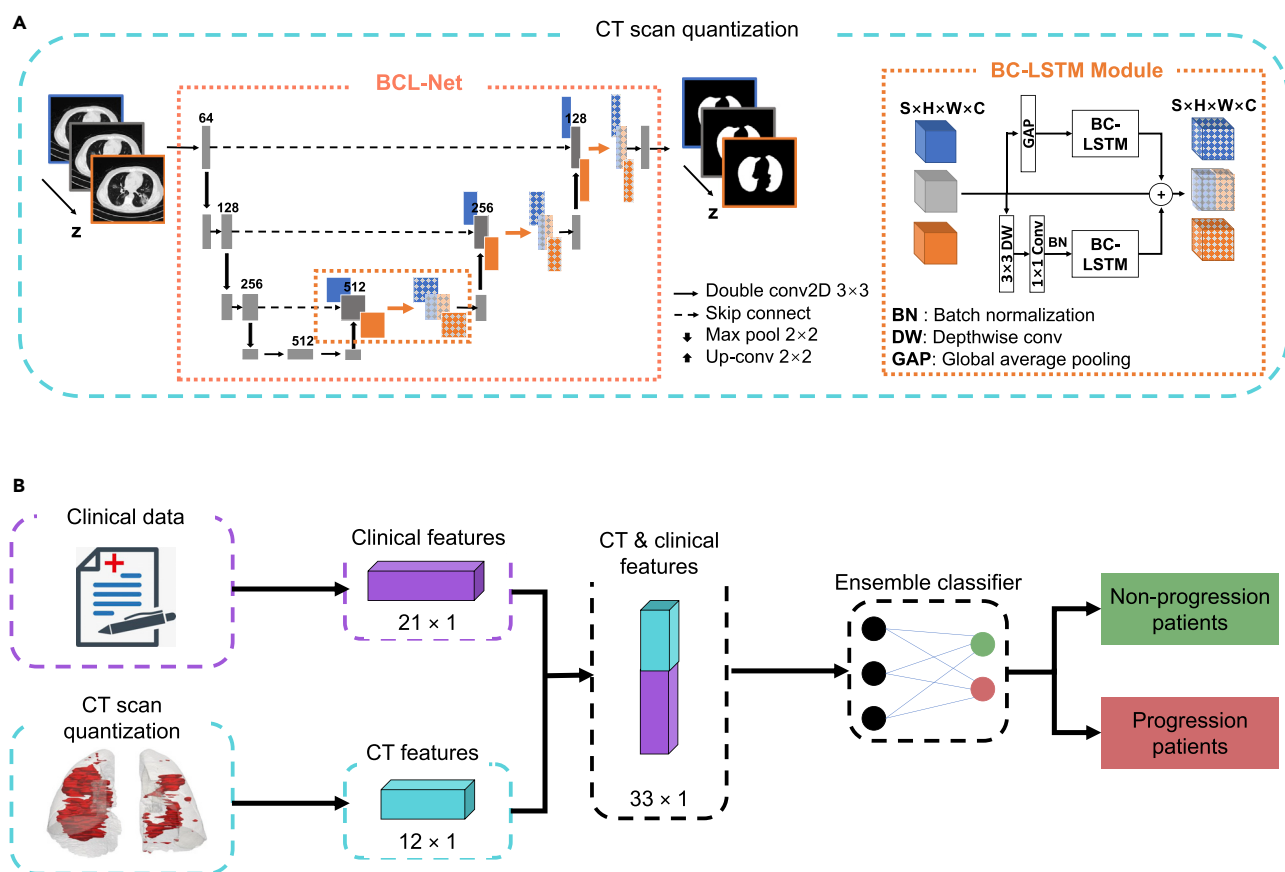 A
CT scan quantization
BCL-Net
64
128
256
512
512
256
128
z
z
Double conv2D 3×3
Skip connect
Max pool 2×2
Up-conv 2×2
BC-LSTM Module
S×H×W×C
S×H×W×C
GAP
BC-
LSTM
+
3×3 DW
1×1 Conv
BN
BC-
LSTM
BN : Batch normalization
DW: Depthwise conv
GAP: Global average pooling
B
Clinical data
Clinical features
21 × 1
CT scan
quantization
CT features
12 × 1
CT & clinical
features
33 × 1
Ensemble classifier
Non-progression
patients
Progression
patients